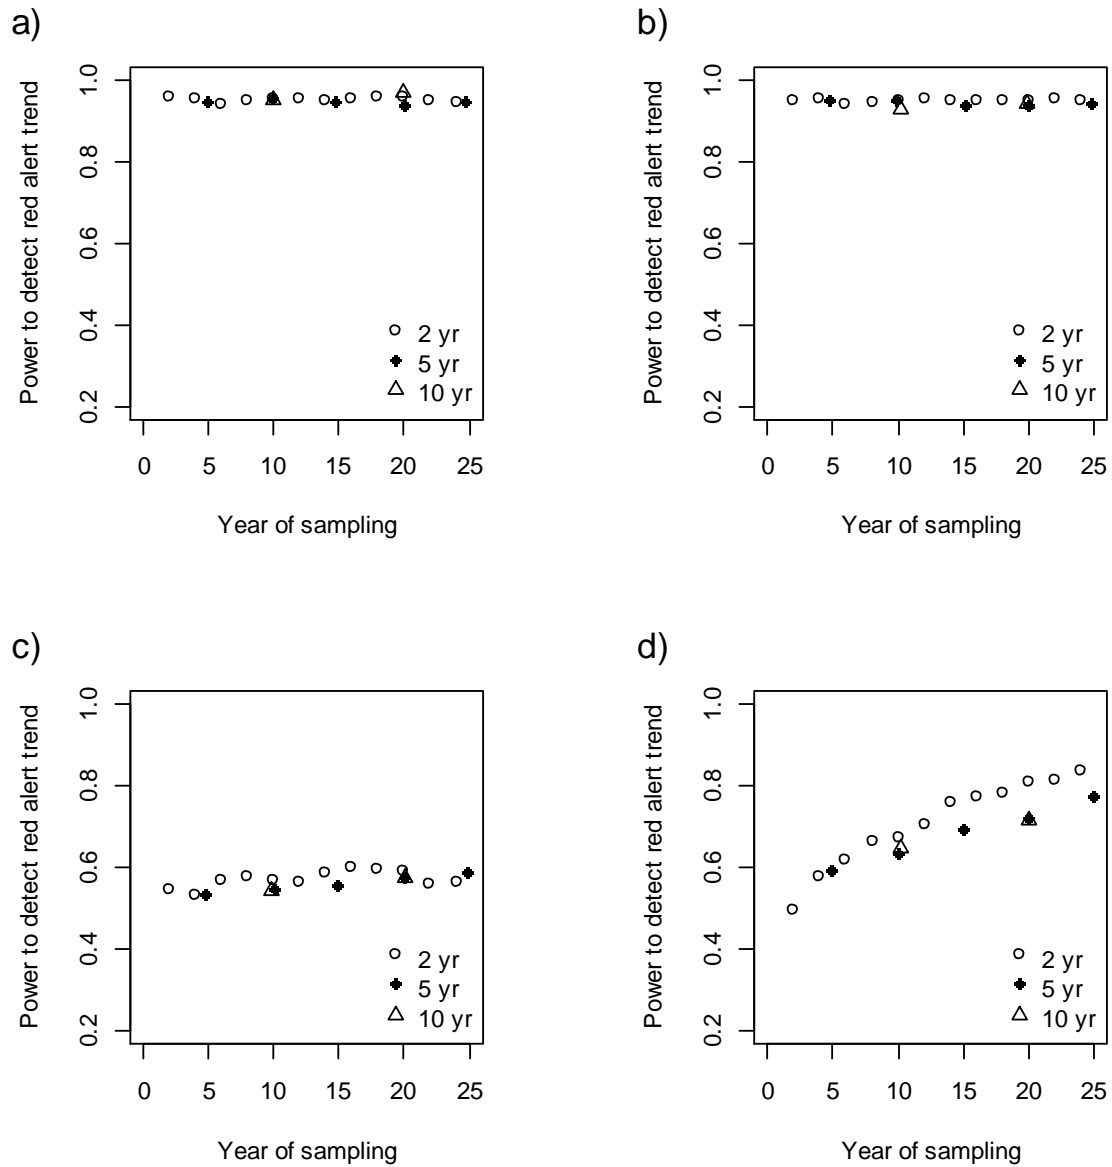 a)
Power to detect red alert trend
1.0
0.8
0.6
0.4
0.2
2 yr
5 yr
10 yr
0 5 10 15 20 25
Year of sampling
b)
Power to detect red alert trend
1.0
0.8
0.6
0.4
0.2
2 yr
5 yr
10 yr
0 5 10 15 20 25
Year of sampling
c)
Power to detect red alert trend
1.0
0.8
0.6
0.4
0.2
2 yr
5 yr
10 yr
0 5 10 15 20 25
Year of sampling
d)
Power to detect red alert trend
1.0
0.8
0.6
0.4
0.2
2 yr
5 yr
10 yr
0 5 10 15 20 25
Year of sampling